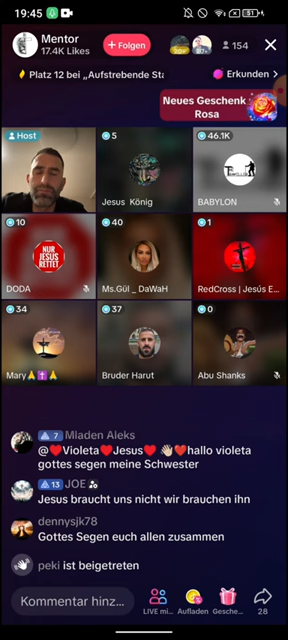 19:45
51
Mentor
17.4K Likes
+ Folgen
154
Platz 12 bei „Aufstrebende Sta
Erkunden >
Neues Geschenk
Rosa
Host
5
Jesus König
46.1K
BABYLON
10
NUR
JESUS
RETTET
DODA
40
Ms.Gül _ DaWaH
1
RedCross | Jesús E...
34
Mary🙏✝️🙏
37
Bruder Harut
0
Abu Shanks
7 Mladen Aleks
@❤️Violeta❤️Jesus❤️ 👋🏻❤️hallo violeta
gottes segen meine Schwester
13 JOE
Jesus braucht uns nicht wir brauchen ihn
dennysjk78
Gottes Segen euch allen zusammen
peki ist beigetreten
Kommentar hinz...
LIVE mi...
Aufladen
Gesche...
28